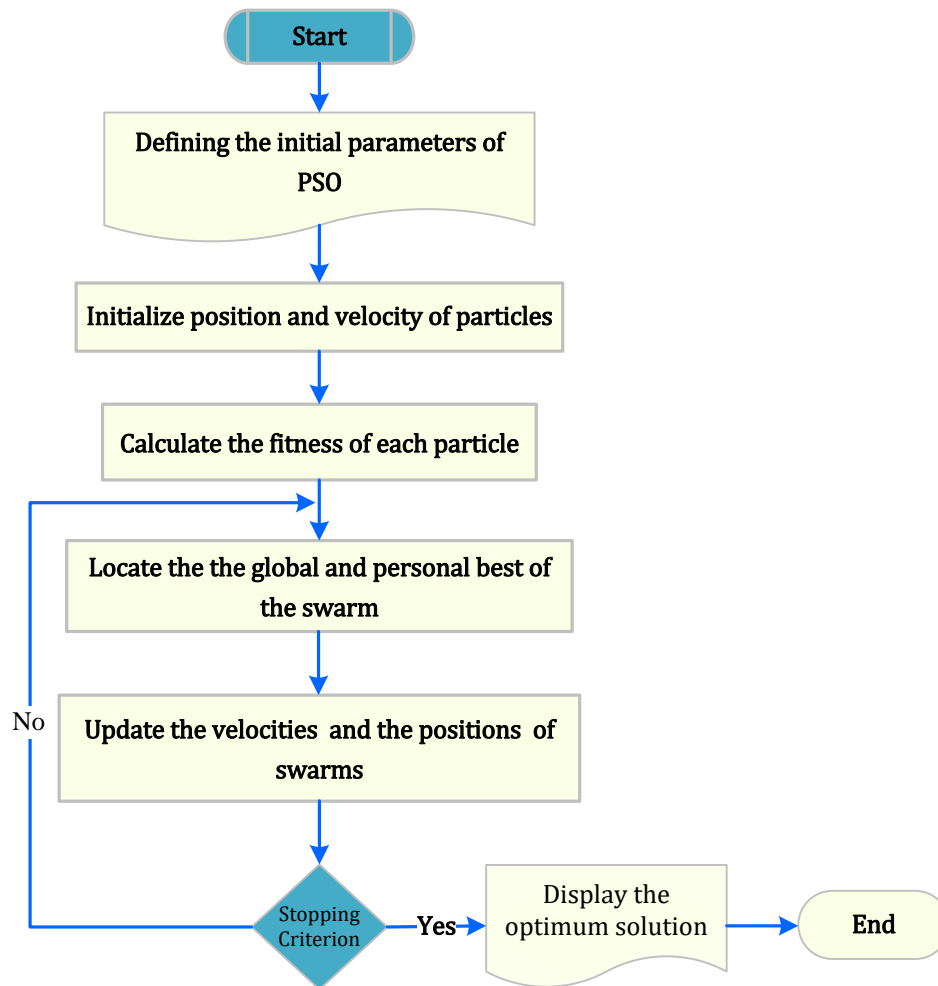 Start
Defining the initial parameters of
PSO
Initialize position and velocity of particles
Calculate the fitness of each particle
Locate the the global and personal best of
the swarm
No
Update the velocities and the positions of
swarms
Stopping
Criterion
Yes
Display the
optimum solution
End